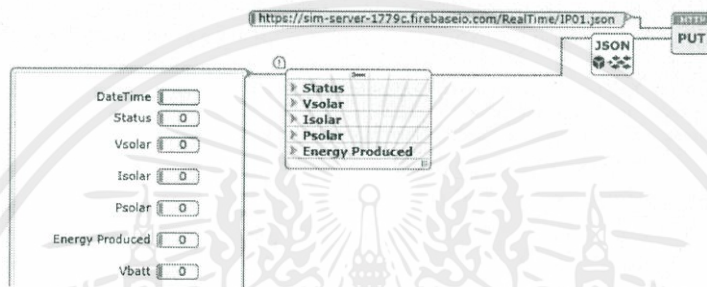 https://sim-server-1779c.firebaseio.com/RealTime/IP01.json
HTTP
PUT
JSON
DateTime
Status 0
Vsolar 0
Isolar 0
Psolar 0
Energy Produced 0
Vbatt 0
Status
Vsolar
Isolar
Psolar
Energy Produced